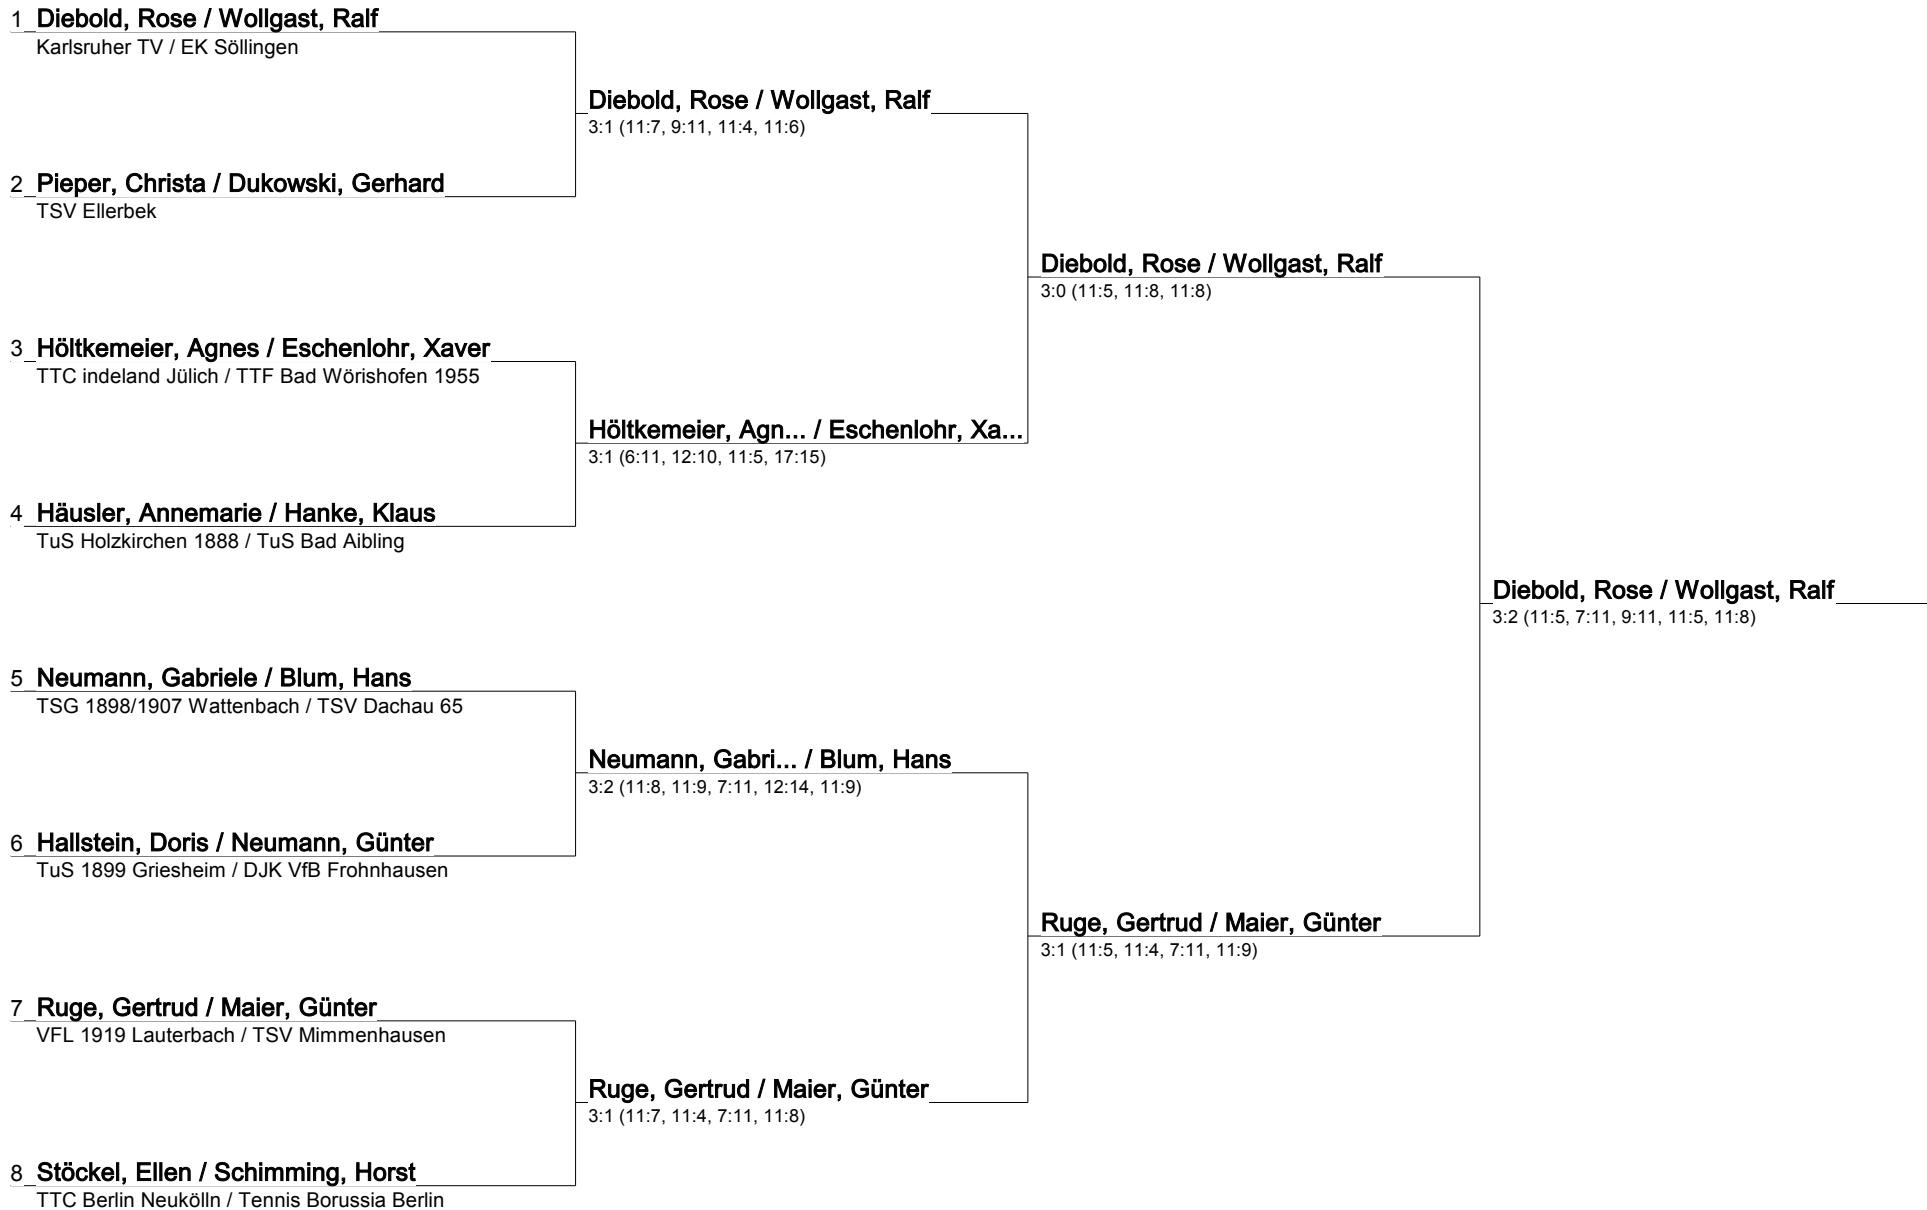 1 Diebold, Rose / Wollgast, Ralf
Karlsruher TV / EK Söllingen
Diebold, Rose / Wollgast, Ralf
3:1 (11:7, 9:11, 11:4, 11:6)
2 Pieper, Christa / Dukowski, Gerhard
TSV Ellerbek
Diebold, Rose / Wollgast, Ralf
3:0 (11:5, 11:8, 11:8)
3 Höltkemeier, Agnes / Eschenlohr, Xaver
TTC indeland Jülich / TTF Bad Wörishofen 1955
Höltkemeier, Agn... / Eschenlohr, Xa...
3:1 (6:11, 12:10, 11:5, 17:15)
4 Häusler, Annemarie / Hanke, Klaus
TuS Holzkirchen 1888 / TuS Bad Aibling
Diebold, Rose / Wollgast, Ralf
3:2 (11:5, 7:11, 9:11, 11:5, 11:8)
5 Neumann, Gabriele / Blum, Hans
TSG 1898/1907 Wattenbach / TSV Dachau 65
Neumann, Gabri... / Blum, Hans
3:2 (11:8, 11:9, 7:11, 12:14, 11:9)
6 Hallstein, Doris / Neumann, Günter
TuS 1899 Griesheim / DJK VfB Frohnhausen
Ruge, Gertrud / Maier, Günter
3:1 (11:5, 11:4, 7:11, 11:9)
7 Ruge, Gertrud / Maier, Günter
VFL 1919 Lauterbach / TSV Mimmenhausen
Ruge, Gertrud / Maier, Günter
3:1 (11:7, 11:4, 7:11, 11:8)
8 Stöckel, Ellen / Schimming, Horst
TTC Berlin Neukölln / Tennis Borussia Berlin